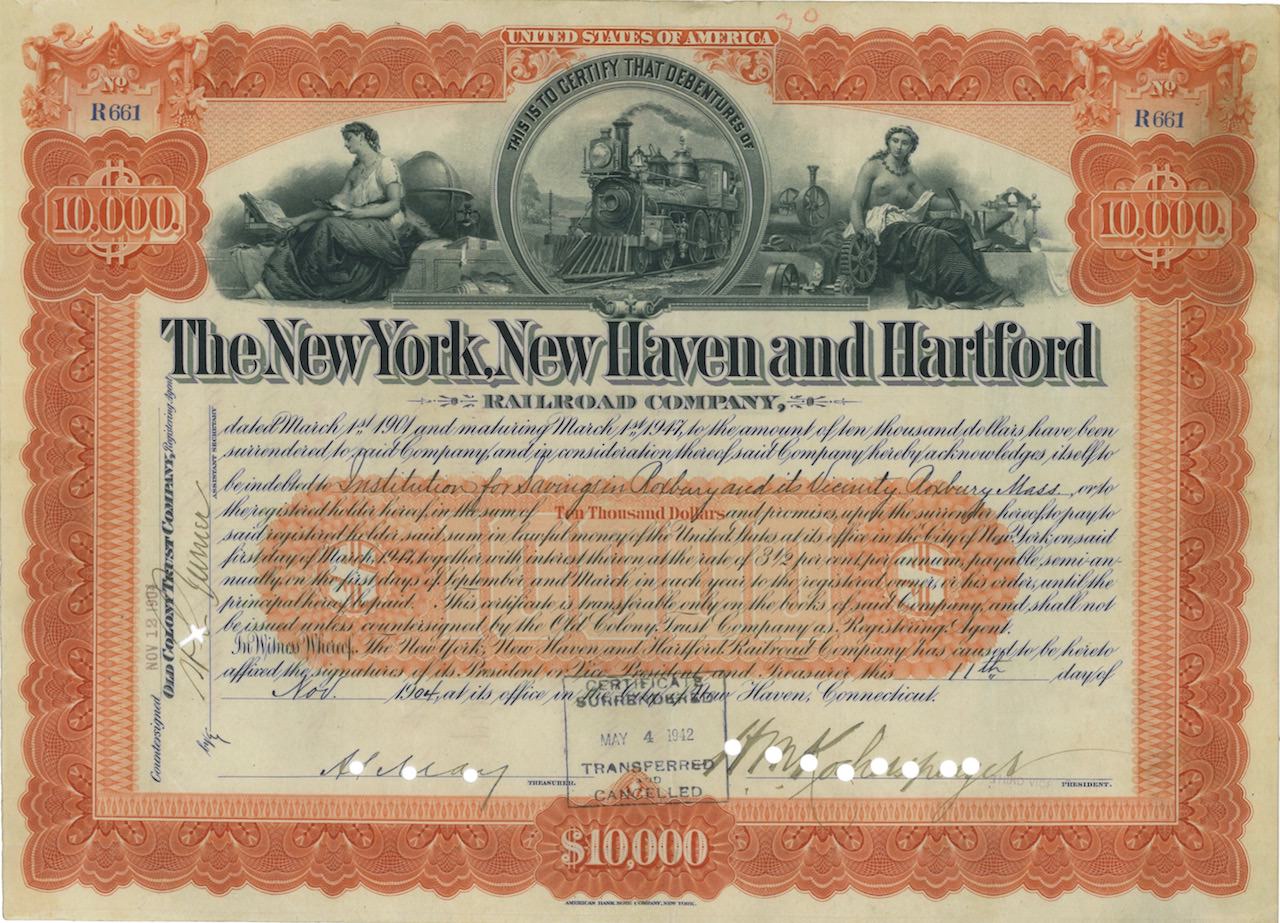 30
UNITED STATES OF AMERICA
Nº
R661
Nº
R661
THIS IS TO CERTIFY THAT DEBENTURES OF
$10,000.
$10,000.
The New York, New Haven and Hartford
RAILROAD COMPANY,
dated March 1st 1901 and maturing March 1st, 1947, to the amount of ten thousand dollars have been
surrendered to said Company, and in consideration thereof said Company hereby acknowledges itself to
be indebted to Institution for Savings in Roxbury and its Vicinity, Roxbury Mass. or to
the registered holder hereof, in the sum of Ten Thousand Dollars and promises, upon the surrender hereof, to pay to
said registered holder, said sum in lawful money of the United States at its office in the City of New York, on said
first day of March, 1947, together with interest thereon at the rate of 3½ per cent. per annum, payable, semi-an-
nually, on the first days of September and March in each year to the registered owner, or his order, until the
principal hereof is paid. This certificate is transferable only on the books of said Company, and shall not
be issued unless countersigned by the Old Colony Trust Company as Registering Agent.
In Witness Whereof, The New York, New Haven and Hartford Railroad Company has caused to be hereto
affixed the signatures of its President or Vice President and Treasurer this 11th day of
Nov 1904, at its office in the City of New Haven, Connecticut.
Countersigned NOV 12
OLD COLONY TRUST COMPANY, Registering Agent
by
ASSISTANT SECRETARY
CERTIFICATE
SURRENDERED
MAY 4 1942
TRANSFERRED
AND
CANCELLED
A S May
TREASURER.
THIRD VICE PRESIDENT.
$10,000
AMERICAN BANK NOTE COMPANY, NEW YORK.